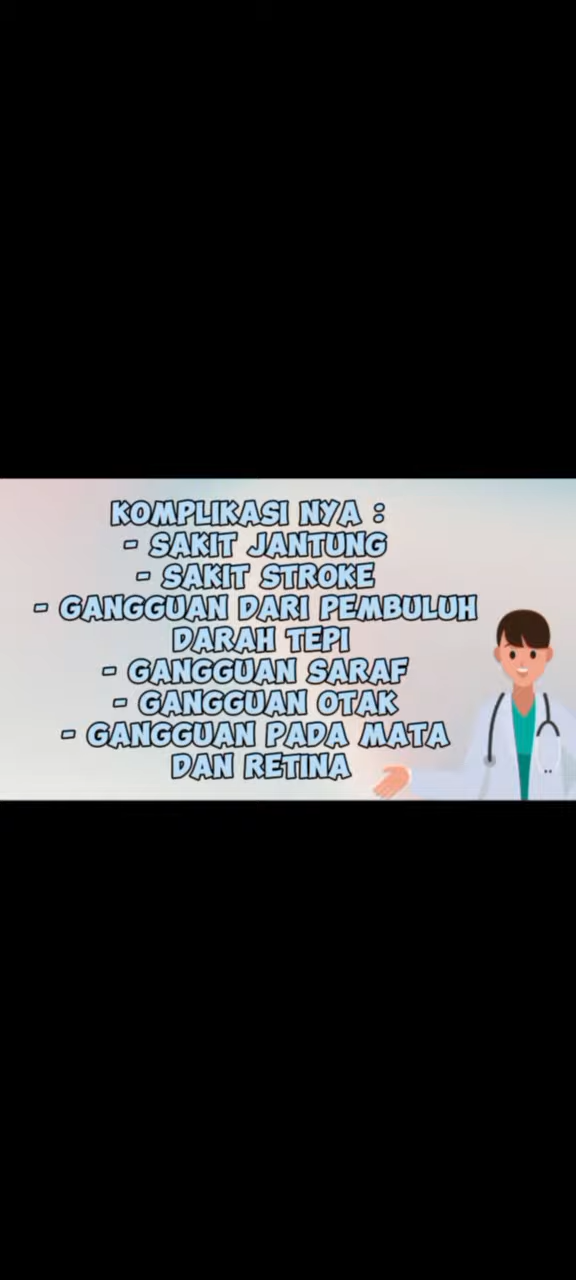 KOMPLIKASI NYA :
- SAKIT JANTUNG
- SAKIT STROKE
- GANGGUAN DARI PEMBULUH
DARAH TEPI
- GANGGUAN SARAF
- GANGGUAN OTAK
- GANGGUAN PADA MATA
DAN RETINA